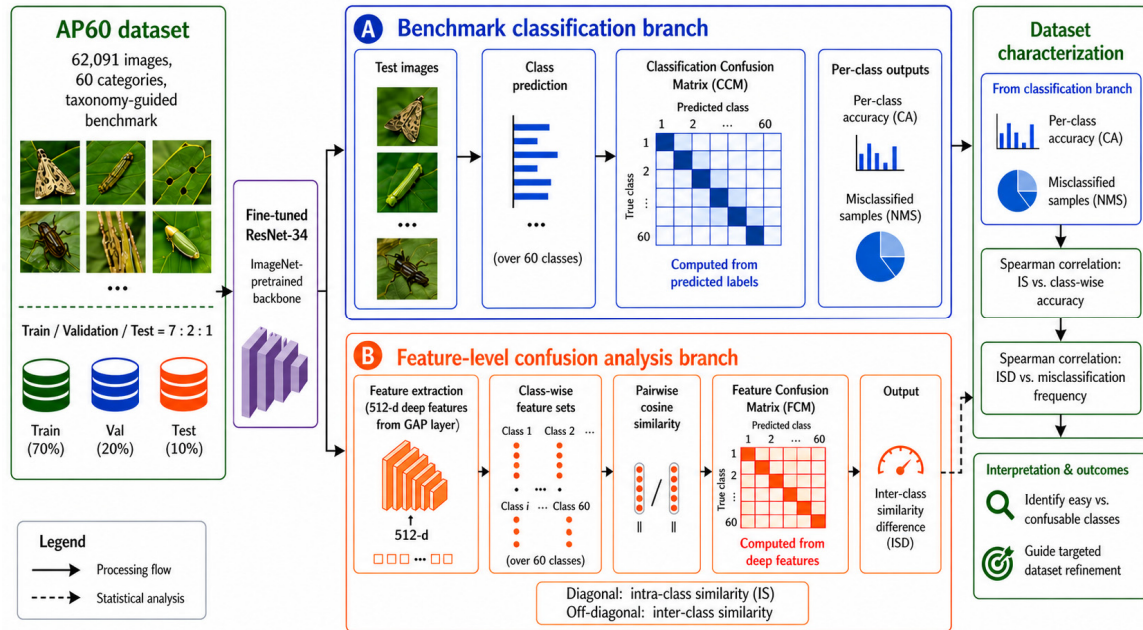 AP60 dataset
62,091 images,
60 categories,
taxonomy-guided
benchmark
•••
Train / Validation / Test = 7 : 2 : 1
Train
(70%)
Val
(20%)
Test
(10%)
Legend
Processing flow
Statistical analysis
Fine-tuned
ResNet-34
ImageNet-
pretrained
backbone
A Benchmark classification branch
Test images
•••
Class
prediction
(over 60 classes)
Classification Confusion
Matrix (CCM)
Predicted class
1 2 ... 60
True class
1
2
⋮
60
Computed from
predicted labels
Per-class outputs
Per-class
accuracy (CA)
Misclassified
samples (NMS)
B Feature-level confusion analysis branch
Feature extraction
(512-d deep features
from GAP layer)
512-d
•••
Class-wise
feature sets
Class 1 Class 2 ...
• ... •
Class i ... Class 60
(over 60 classes)
Pairwise
cosine
similarity
/
|| ||
Feature Confusion
Matrix (FCM)
Predicted class
1 2 ... 60
True class
1
2
⋮
60
Computed from
deep features
Output
Inter-class
similarity
difference
(ISD)
Diagonal: intra-class similarity (IS)
Off-diagonal: inter-class similarity
Dataset
characterization
From classification branch
Per-class
accuracy (CA)
Misclassified
samples (NMS)
Spearman correlation:
IS vs. class-wise
accuracy
Spearman correlation:
ISD vs. misclassification
frequency
Interpretation & outcomes
Identify easy vs.
confusable classes
Guide targeted
dataset refinement